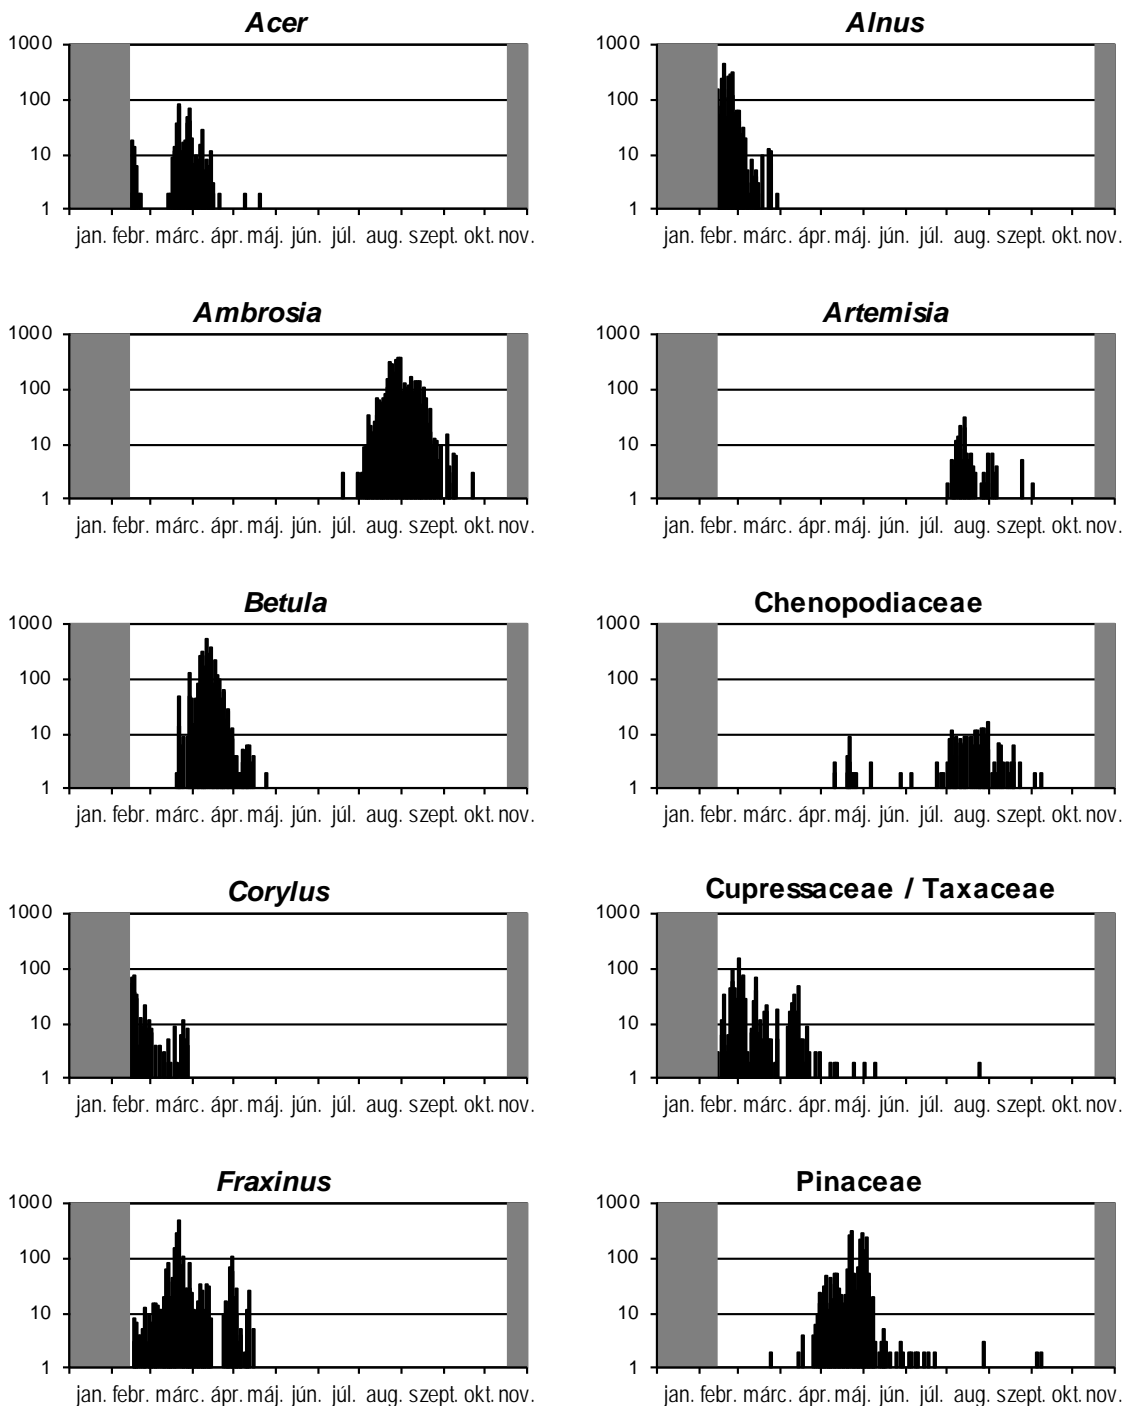 Acer
1000
100
10
1
jan. febr. márc. ápr. máj. jún. júl. aug. szept. okt. nov.
Alnus
1000
100
10
1
jan. febr. márc. ápr. máj. jún. júl. aug. szept. okt. nov.
Ambrosia
1000
100
10
1
jan. febr. márc. ápr. máj. jún. júl. aug. szept. okt. nov.
Artemisia
1000
100
10
1
jan. febr. márc. ápr. máj. jún. júl. aug. szept. okt. nov.
Betula
1000
100
10
1
jan. febr. márc. ápr. máj. jún. júl. aug. szept. okt. nov.
Chenopodiaceae
1000
100
10
1
jan. febr. márc. ápr. máj. jún. júl. aug. szept. okt. nov.
Corylus
1000
100
10
1
jan. febr. márc. ápr. máj. jún. júl. aug. szept. okt. nov.
Cupressaceae / Taxaceae
1000
100
10
1
jan. febr. márc. ápr. máj. jún. júl. aug. szept. okt. nov.
Fraxinus
1000
100
10
1
jan. febr. márc. ápr. máj. jún. júl. aug. szept. okt. nov.
Pinaceae
1000
100
10
1
jan. febr. márc. ápr. máj. jún. júl. aug. szept. okt. nov.